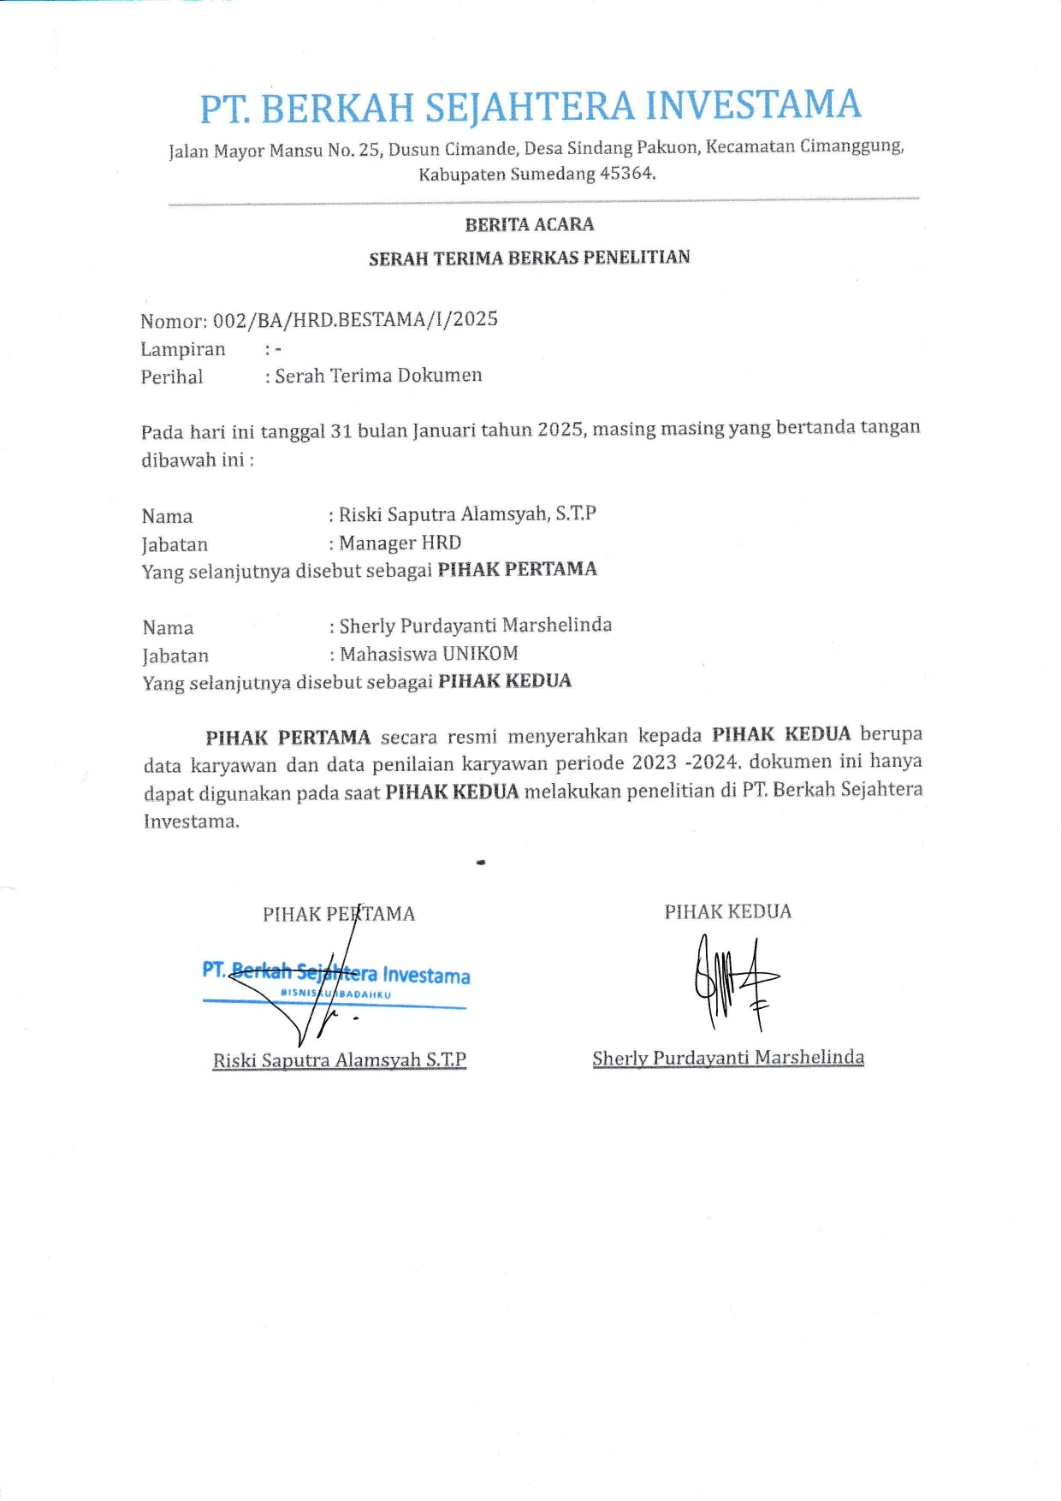 PT. BERKAH SEJAHTERA INVESTAMA
Jalan Mayor Mansu No. 25, Dusun Cimande, Desa Sindang Pakuon, Kecamatan Cimanggung,
Kabupaten Sumedang 45364.
BERITA ACARA
SERAH TERIMA BERKAS PENELITIAN
Nomor: 002/BA/HRD.BESTAMA/I/2025
Lampiran : -
Perihal : Serah Terima Dokumen
Pada hari ini tanggal 31 bulan Januari tahun 2025, masing masing yang bertanda tangan
dibawah ini :
Nama : Riski Saputra Alamsyah, S.T.P
Jabatan : Manager HRD
Yang selanjutnya disebut sebagai PIHAK PERTAMA
Nama : Sherly Purdayanti Marshelinda
Jabatan : Mahasiswa UNIKOM
Yang selanjutnya disebut sebagai PIHAK KEDUA
PIHAK PERTAMA secara resmi menyerahkan kepada PIHAK KEDUA berupa
data karyawan dan data penilaian karyawan periode 2023 -2024. dokumen ini hanya
dapat digunakan pada saat PIHAK KEDUA melakukan penelitian di PT. Berkah Sejahtera
Investama.
PIHAK PERTAMA PIHAK KEDUA
PT. Berkah Sejahtera Investama
BISNISKU IBADAHKU
Riski Saputra Alamsyah S.T.P Sherly Purdayanti Marshelinda